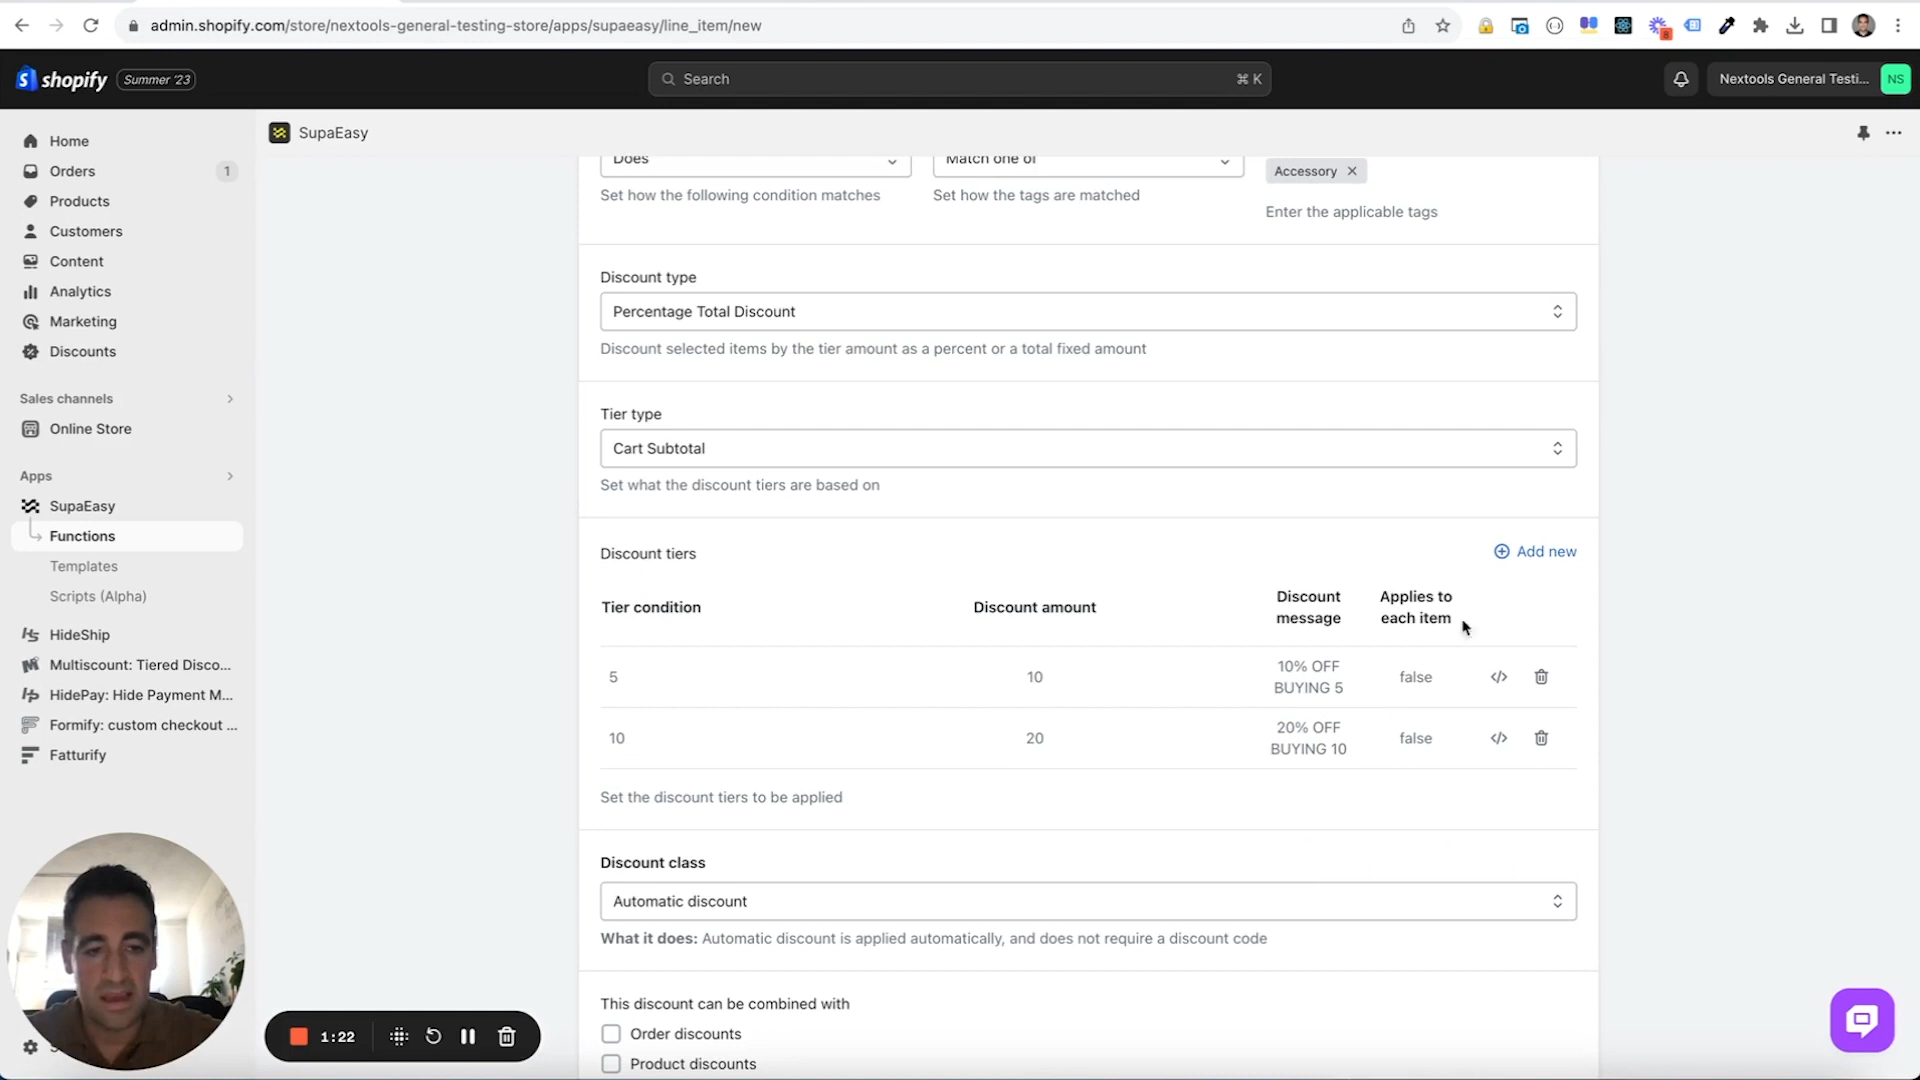 admin.shopify.com/store/nextools-general-testing-store/apps/supaeasy/line_item/new
8
shopify
Summer '23
Search
⌘ K
Nextools General Testi...
NS
Home
Orders
1
Products
Customers
Content
Analytics
Marketing
Discounts
Sales channels
Online Store
Apps
SupaEasy
Functions
Templates
Scripts (Alpha)
HideShip
Multiscount: Tiered Disco...
HidePay: Hide Payment M...
Formify: custom checkout ...
Fatturify
SupaEasy
Does
Match one of
Accessory
Set how the following condition matches
Set how the tags are matched
Enter the applicable tags
Discount type
Percentage Total Discount
Discount selected items by the tier amount as a percent or a total fixed amount
Tier type
Cart Subtotal
Set what the discount tiers are based on
Discount tiers
Add new
Tier condition
Discount amount
Discount
message
Applies to
each item
5
10
10% OFF
BUYING 5
false
10
20
20% OFF
BUYING 10
false
Set the discount tiers to be applied
Discount class
Automatic discount
What it does: Automatic discount is applied automatically, and does not require a discount code
This discount can be combined with
Order discounts
Product discounts
1:22